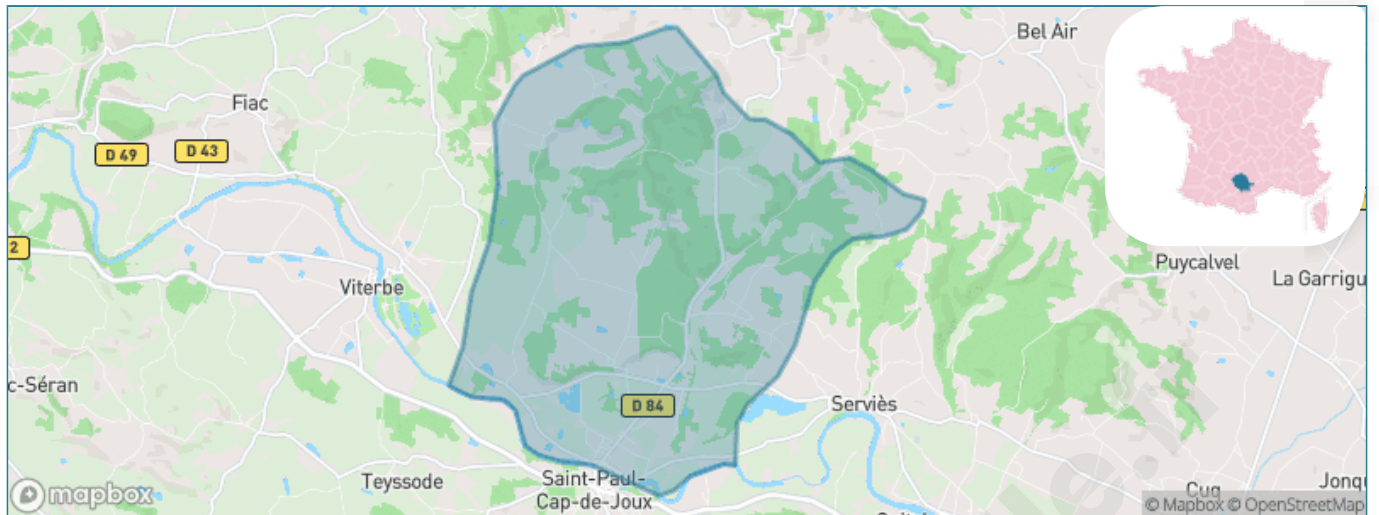 Bel Air
Fiac
D 49
D 43
2
Viterbe
Puycalvel
La Garrigu
c-Séran
D 84
Serviès
Teyssode
Saint-Paul-
Cap-de-Joux
Jonq
Cuq
mapbox
© Mapbox © OpenStreetMap